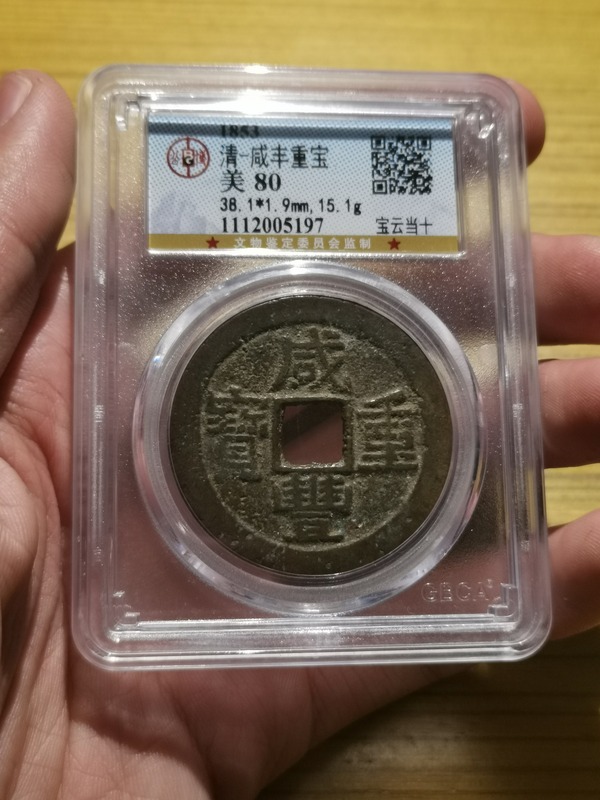 1853
清-咸丰重宝
美 80
38.1*1.9mm,15.1g
1112005197 宝云当十
★ 文物鉴定委员会监制 ★
咸
寶 重
豐
GBCA